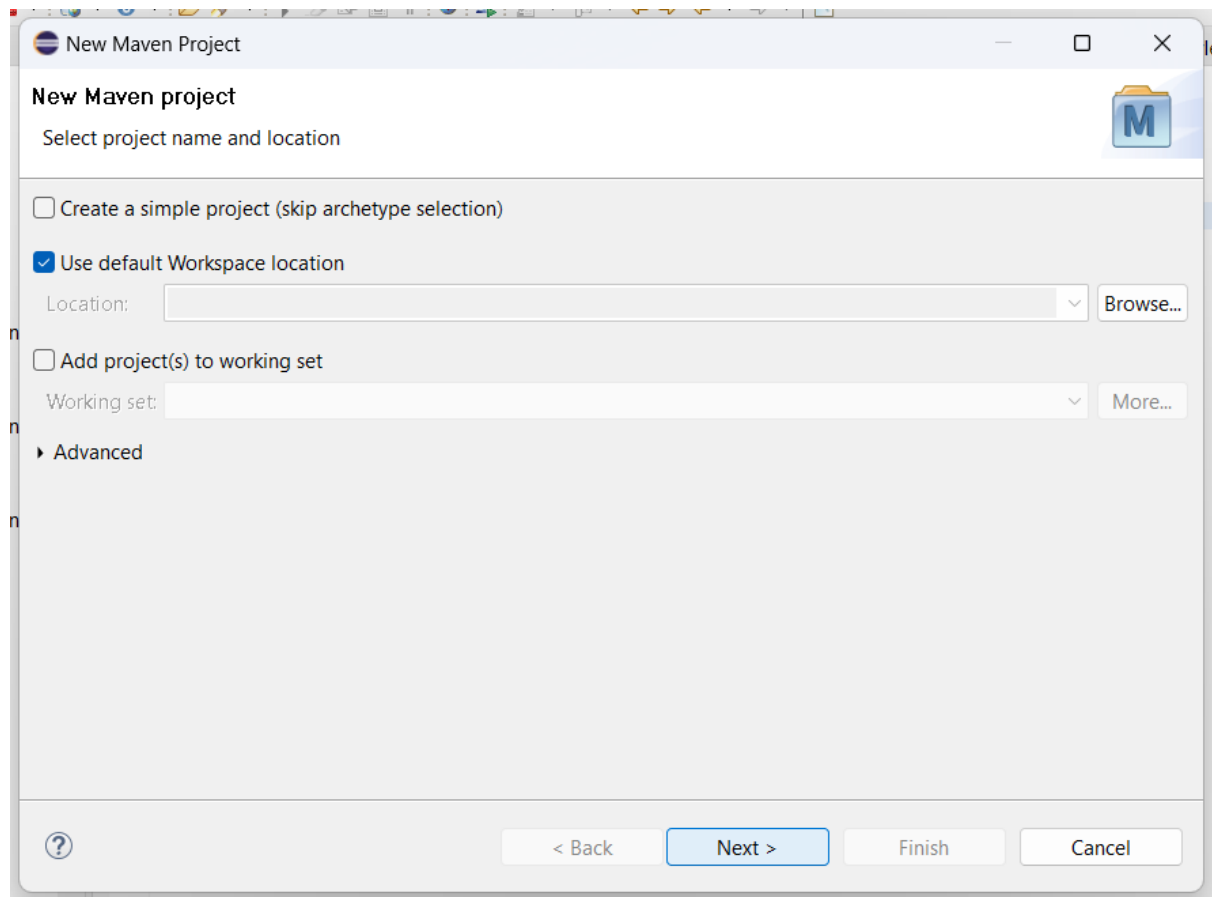 New Maven Project
New Maven project
Select project name and location
M
Create a simple project (skip archetype selection)
Use default Workspace location
Location:
Browse...
Add project(s) to working set
Working set:
More...
Advanced
?
< Back
Next >
Finish
Cancel